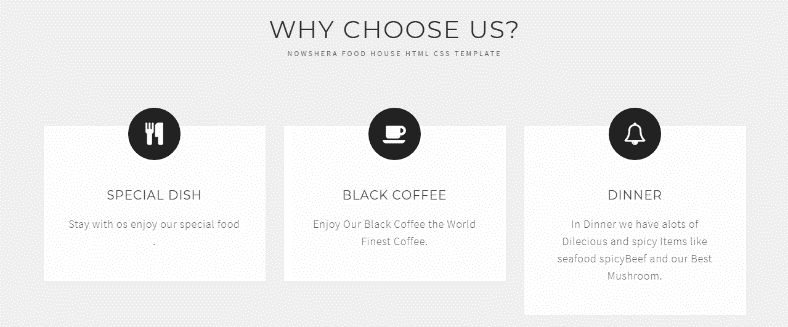 WHY CHOOSE US?
NOWSHERA FOOD HOUSE HTML CSS TEMPLATE
SPECIAL DISH
Stay with os enjoy our special food
.
BLACK COFFEE
Enjoy Our Black Coffee the World
Finest Coffee.
DINNER
In Dinner we have alots of
Dilecious and spicy Items like
seafood spicyBeef and our Best
Mushroom.